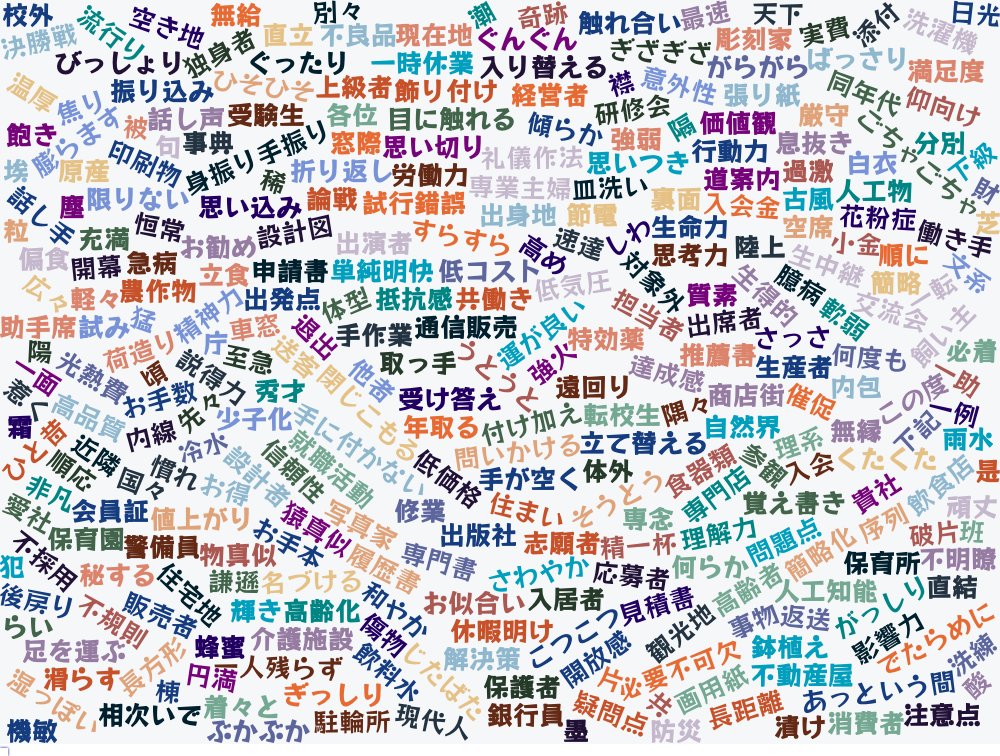 校外
流行り
空き地
無給
別々
潮
奇跡
触れ合い
最速
天下
実費
添付
洗濯機
日光
決勝戦
びっしょり
独身者
直立
不良品
現在地
ぐんぐん
ぎざぎざ
彫刻家
ばっさり
ぐったり
一時休業
入り替える
襟
がらがら
満足度
温厚
焦り
振り込み
ひそひそ
上級者
飾り付け
経営者
意外性
張り紙
同年代
仰向け
飽き
膨らます
被
話し声
受験生
各位
目に触れる
傾らか
研修会
強弱
隔
価値観
厳守
息抜き
ごちゃごちゃ
分別
下級
句
事典
身振り手振り
窓際
思い切り
礼儀作法
思いつき
行動力
過激
白衣
埃
原産
印刷物
稀
折り返し
労働力
専業主婦
皿洗い
道案内
古風
人工物
財
話し手
塵
限りない
思い込み
論戦
試行錯誤
出身地
節電
裏面
入会金
空席
花粉症
働き手
芝
粒
充満
恒常
お勧め
設計図
出演者
すらすら
高め
速達
しわ
生命力
思考力
陸上
小金
順に
偏食
開幕
急病
立食
申請書
単純明快
低コスト
低気圧
対象外
質素
生得的
臆病
生中継
簡略
文系
広々
軽々
農作物
出発点
体型
抵抗感
共働き
担当者
出席者
軟弱
交流会
一転
助手席
試み
猛
精神力
庁
車窓
退出
手作業
通信販売
運が良い
特効薬
さっさ
飼い主
陽
光熱費
荷造り
頃
説得力
至急
送客
閉じこもる
取っ手
うとうと
強火
達成感
推薦書
生産者
何度も
必着
一面
惹く
高品質
お手数
先々
秀才
他者
受け答え
遠回り
商店街
催促
内包
この度
一助
霜
抱
近隣
内線
少子化
手に付かない
年取る
付け加え
転校生
隅々
自然界
無縁
下記
一例
ひと
順応
国々
慣れ
冷水
設計者
信頼性
就職活動
低価格
問いかける
立て替える
参観
理系
入会
くたくた
雨水
非凡
お得
手が空く
体外
食器類
専門店
貴社
飲食店
是
愛社
会員証
値上がり
猿真似
写真家
修業
住まい
そうとう
専念
覚え書き
頑丈
保育園
警備員
物真似
お手本
履歴書
専門書
出版社
志願者
精一杯
理解力
問題点
簡略化
序列
破片
班
犯
不採用
秘する
住宅地
謙遜
名づける
さわやか
応募者
何らか
高齢者
人工知能
保育所
不明瞭
後戻り
不規則
販売者
輝き
高齢化
和やか
お似合い
入居者
こつこつ
見積書
観光地
事物
返送
がっしり
直結
らい
足を運ぶ
長方形
蜂蜜
介護施設
傷物
休暇明け
解決策
開放感
必要不可欠
鉢植え
影響力
でたらめに
洗練
湿っぽい
滑らす
棟
円満
一人残らず
飲料水
じたばた
保護者
片
画用紙
不動産屋
あっという間
酸
機敏
相次いで
着々と
ぎっしり
ぶかぶか
駐輪所
現代人
銀行員
墨
疑問点
共
防災
長距離
漬け
消費者
注意点